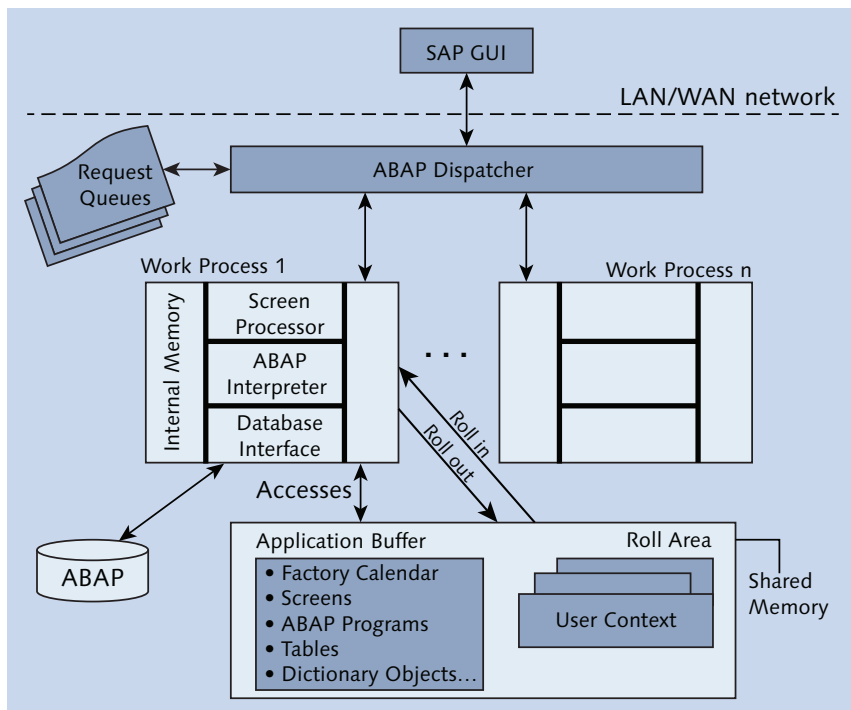 SAP GUI
LAN/WAN network
ABAP Dispatcher
Request
Queues
Work Process 1
Work Process n
Internal Memory
Screen
Processor
ABAP
Interpreter
Database
Interface
. . .
Roll in
Roll out
Accesses
ABAP
Application Buffer
Roll Area
• Factory Calendar
• Screens
• ABAP Programs
• Tables
• Dictionary Objects...
User Context
Shared
Memory